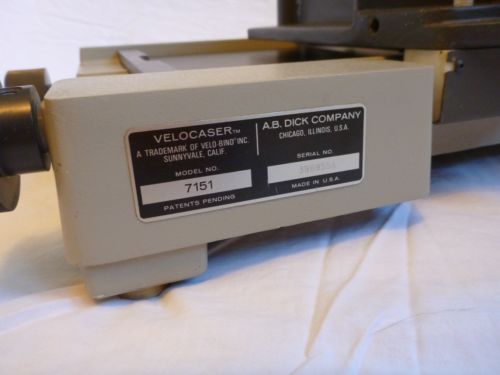 VELOCASER™
A TRADEMARK OF VELO-BIND® INC.
SUNNYVALE, CALIF.
MODEL NO.
7151
PATENTS PENDING
A.B. DICK COMPANY
CHICAGO, ILLINOIS, U.S.A.
SERIAL NO.
MADE IN U.S.A.